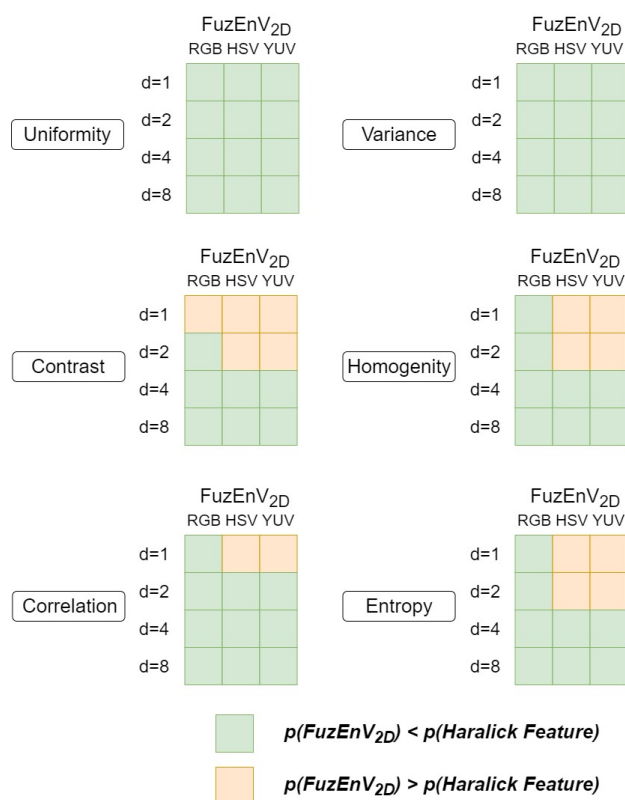 FuzEnV2D
RGB HSV YUV
d=1
d=2
d=4
d=8
Uniformity
FuzEnV2D
RGB HSV YUV
d=1
d=2
d=4
d=8
Variance
FuzEnV2D
RGB HSV YUV
d=1
d=2
d=4
d=8
Contrast
FuzEnV2D
RGB HSV YUV
d=1
d=2
d=4
d=8
Homogenity
FuzEnV2D
RGB HSV YUV
d=1
d=2
d=4
d=8
Correlation
FuzEnV2D
RGB HSV YUV
d=1
d=2
d=4
d=8
Entropy
p(FuzEnV2D) < p(Haralick Feature)
p(FuzEnV2D) > p(Haralick Feature)